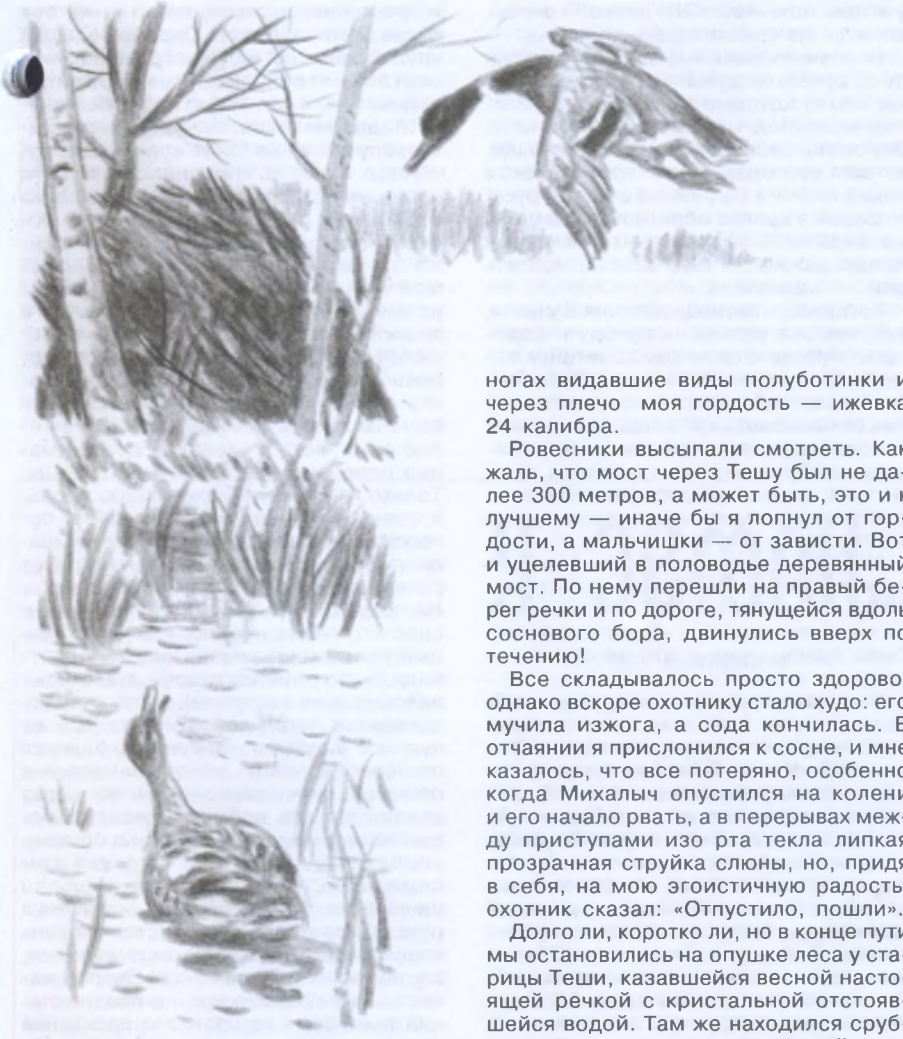 ногах видавшие виды полуботинки и
через плечо моя гордость — ижевка
24 калибра.
Ровесники высыпали смотреть. Как
жаль, что мост через Тешу был не да-
лее 300 метров, а может быть, это и к
лучшему — иначе бы я лопнул от гор-
дости, а мальчишки — от зависти. Вот
и уцелевший в половодье деревянный
мост. По нему перешли на правый бе-
рег речки и по дороге, тянущейся вдоль
соснового бора, двинулись вверх по
течению!
Все складывалось просто здорово,
однако вскоре охотнику стало худо: его
мучила изжога, а сода кончилась. В
отчаянии я прислонился к сосне, и мне
казалось, что все потеряно, особенно
когда Михалыч опустился на колени
и его начало рвать, а в перерывах меж-
ду приступами изо рта текла липкая
прозрачная струйка слюны, но, придя
в себя, на мою эгоистичную радость,
охотник сказал: «Отпустило, пошли».
Долго ли, коротко ли, но в конце пути
мы остановились на опушке леса у ста-
рицы Теши, казавшейся весной насто-
ящей речкой с кристальной отстояв-
шейся водой. Там же находился сруб-